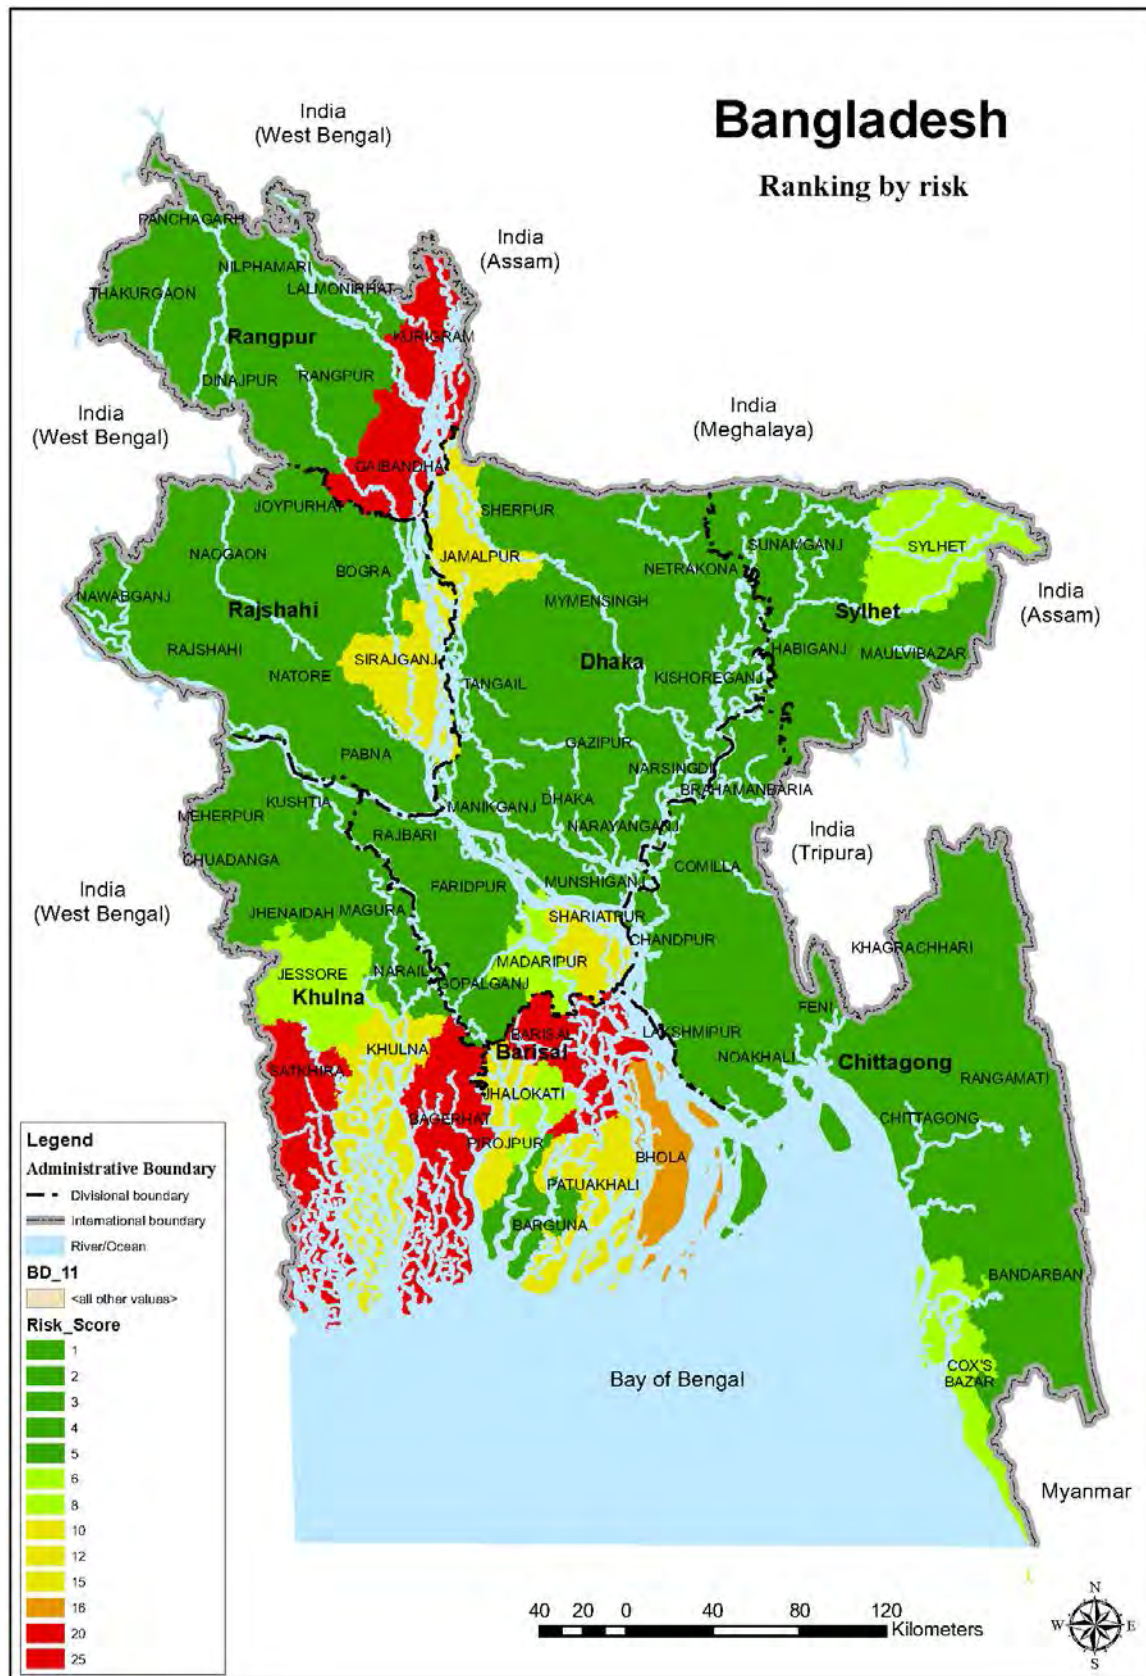 Bangladesh
Ranking by risk
India
(West Bengal)
India
(Assam)
PANCHAGARH
NILPHAMARI
LALMONIRHAT
THAKURGAON
Rangpur
KURIGRAM
RANGPUR
DINAJPUR
India
(West Bengal)
India
(Meghalaya)
GAIBANDHA
JOYPURHAT
SHERPUR
SUNAMGANJ
SYLHET
NAOGAON
BOGRA
JAMALPUR
NETRAKONA
India
(Assam)
NAWABGANJ
Rajshahi
MYMENSINGH
Sylhet
RAJSHAHI
SIRAJGANJ
Dhaka
HABIGANJ
MAULVIBAZAR
NATORE
TANGAIL
KISHOREGANJ
PABNA
GAZIPUR
NARSINGDI
BRAHAMANBARIA
KUSHTIA
MEHERPUR
MANIKGANJ
DHAKA
NARAYANGANJ
RAJBARI
India
(Tripura)
CHUADANGA
COMILLA
India
(West Bengal)
FARIDPUR
MUNSHIGANJ
JHENAIDAH
MAGURA
SHARIATPUR
CHANDPUR
KHAGRACHHARI
JESSORE
NARAIL
MADARIPUR
GOPALGANJ
Khulna
FENI
BARISAL
LAKSHMIPUR
KHULNA
Barisal
NOAKHALI
Chittagong
SATKHIRA
RANGAMATI
JHALOKATI
BAGERHAT
CHITTAGONG
PIROJPUR
BHOLA
PATUAKHALI
BARGUNA
BANDARBAN
COX'S
BAZAR
Bay of Bengal
Myanmar
Legend
Administrative Boundary
Divisional boundary
International boundary
River/Ocean
BD_11
<all other values>
Risk_Score
1
2
3
4
5
6
8
10
12
15
16
20
25
40 20 0 40 80 120
Kilometers
N
W E
S